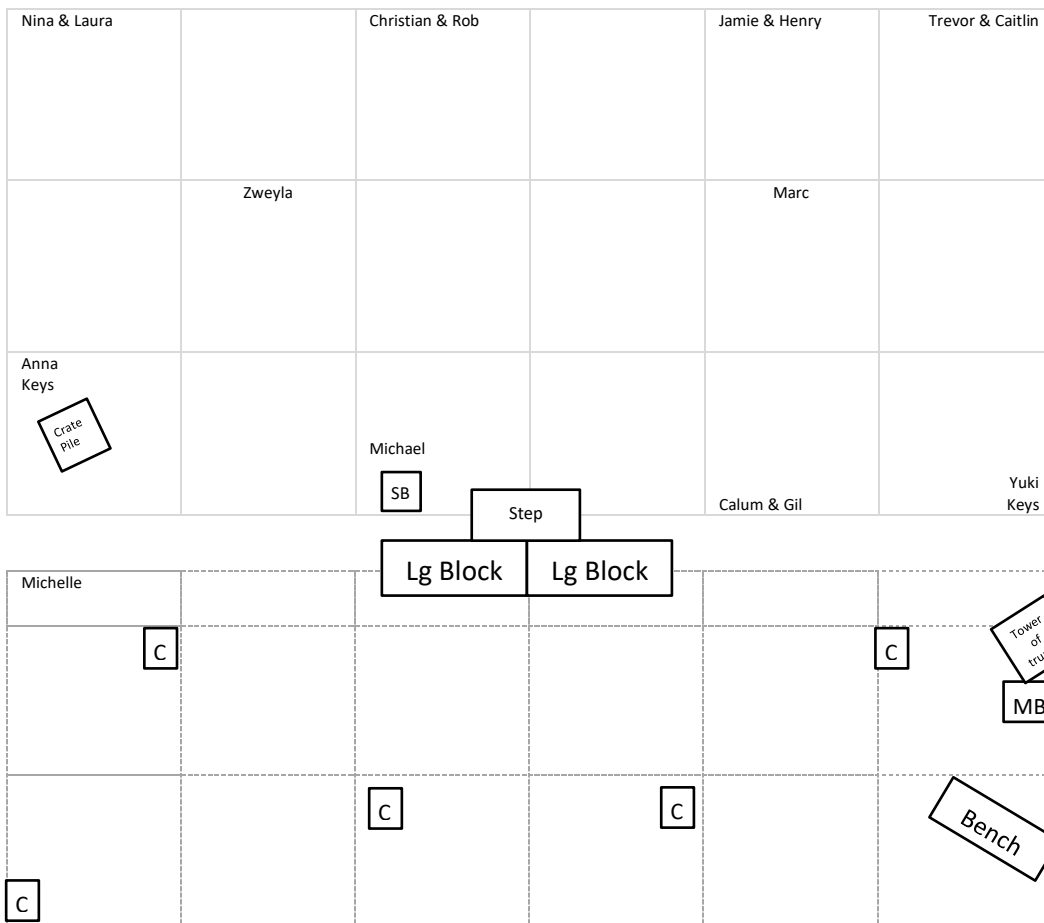 Nina & Laura
Christian & Rob
Jamie & Henry
Trevor & Caitlin
Zweyla
Marc
Anna
Keys
Crate
Pile
Michael
SB
Step
Calum & Gil
Yuki
Keys
Lg Block
Lg Block
Michelle
C
C
Tower
of
MB
C
C
Bench
C